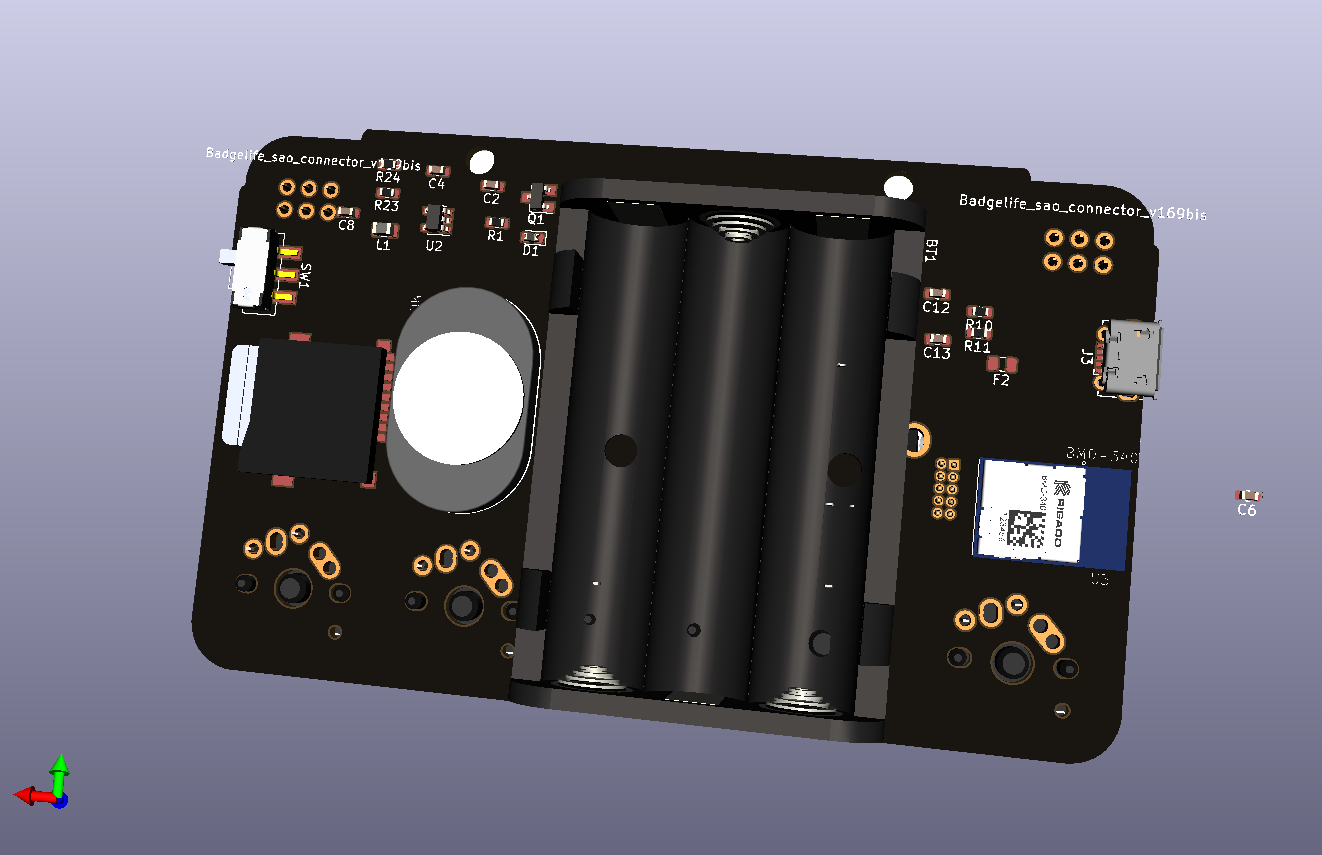 Badgelife_sao_connector_v169bis
R24
C4
C2
Q1
R23
C8
L1
U2
R1
D1
SW1
BT1
Badgelife_sao_connector_v169bis
C12
R10
C13
R11
F2
J3
BMD-340
RIGADO
U3
C6